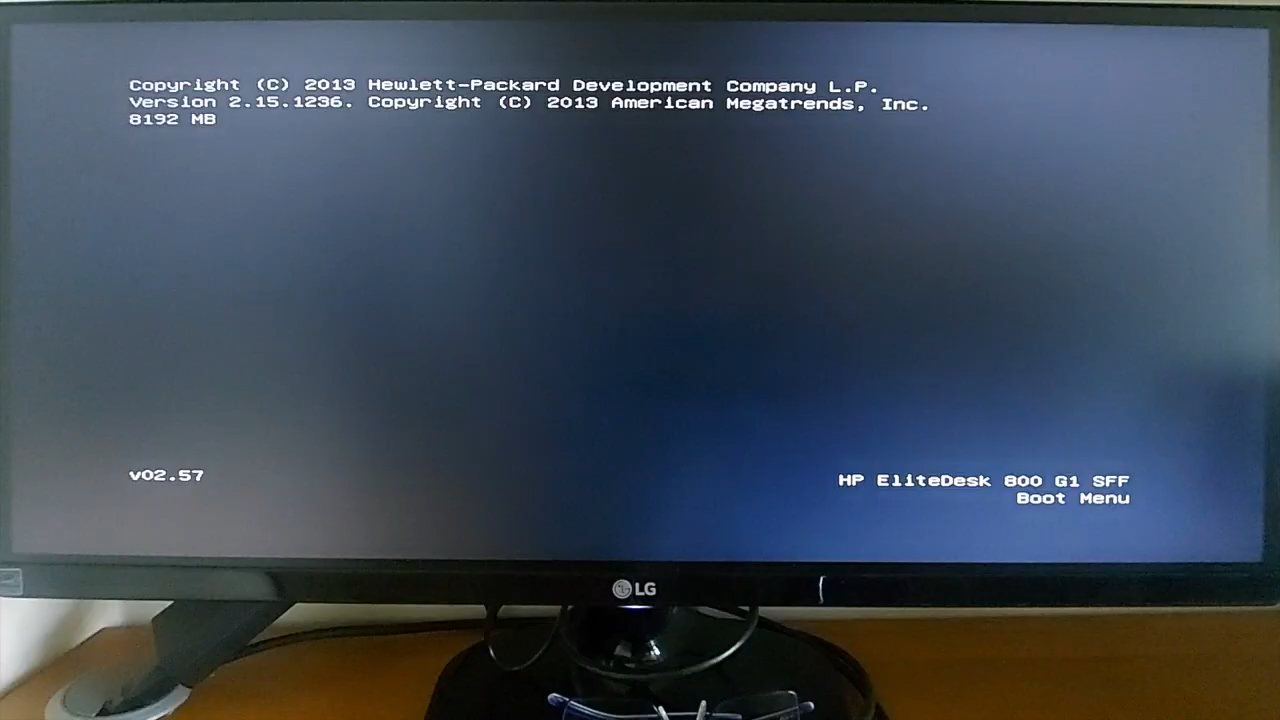 Copyright (C) 2013 Hewlett-Packard Development Company L.P.
Version 2.15.1236. Copyright (C) 2013 American Megatrends, Inc.
8192 MB
v02.57
HP EliteDesk 800 G1 SFF
Boot Menu
LG